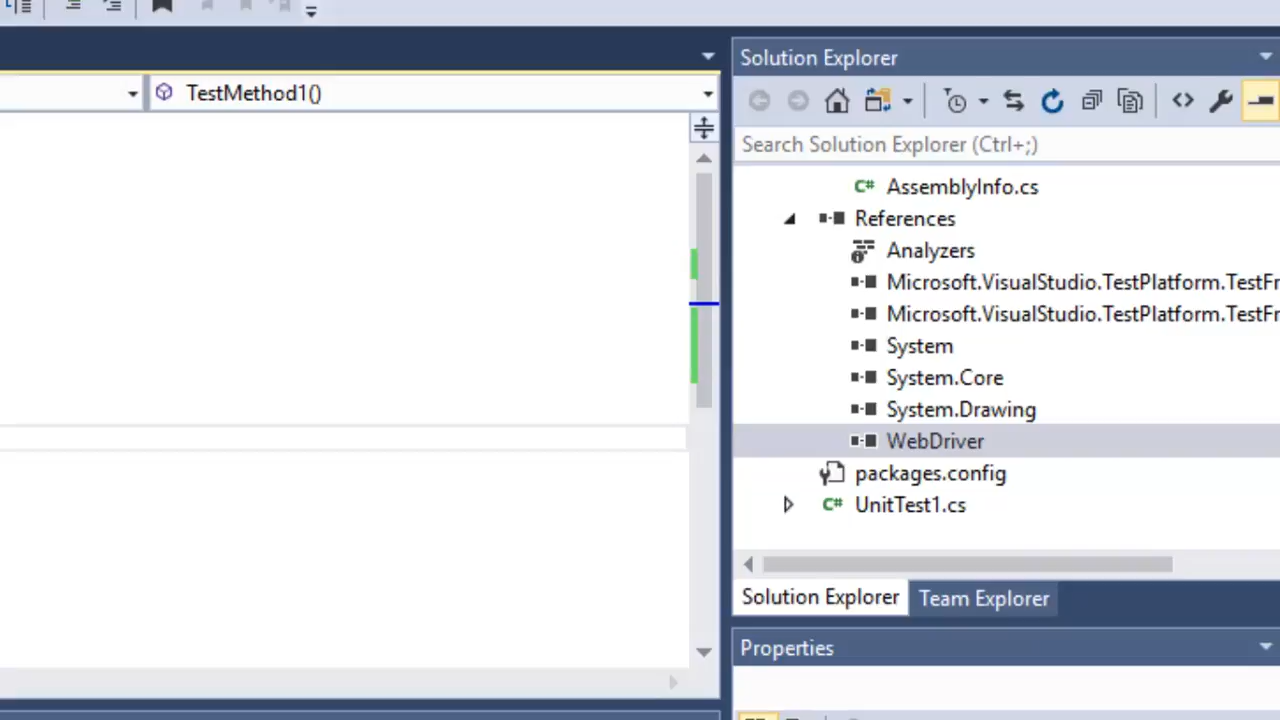 TestMethod1()
Solution Explorer
Search Solution Explorer (Ctrl+;)
C# AssemblyInfo.cs
References
Analyzers
Microsoft.VisualStudio.TestPlatform.TestFr
Microsoft.VisualStudio.TestPlatform.TestFr
System
System.Core
System.Drawing
WebDriver
packages.config
C# UnitTest1.cs
Solution Explorer
Team Explorer
Properties